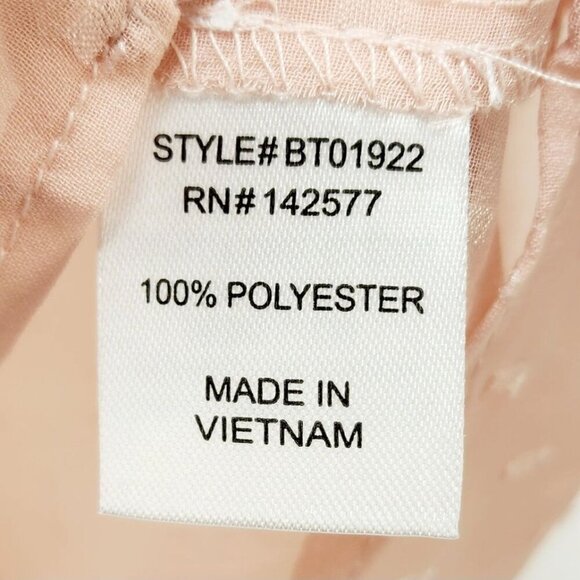 STYLE# BT01922
RN# 142577
100% POLYESTER
MADE IN
VIETNAM